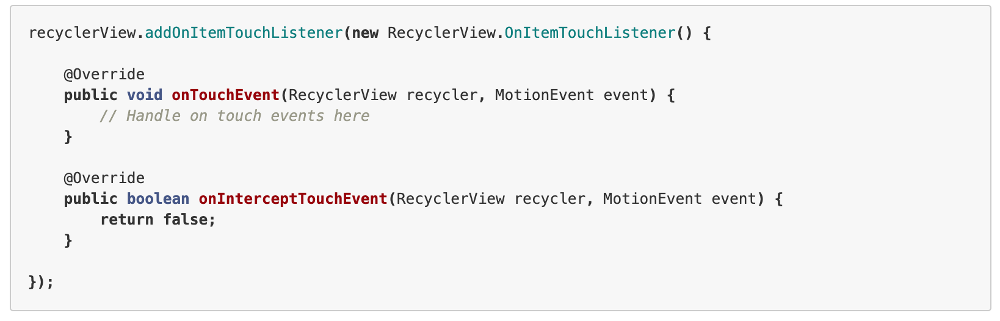 recyclerView.addOnItemTouchListener(new RecyclerView.OnItemTouchListener() {
@Override
public void onTouchEvent(RecyclerView recycler, MotionEvent event) {
// Handle on touch events here
}
@Override
public boolean onInterceptTouchEvent(RecyclerView recycler, MotionEvent event) {
return false;
}
});